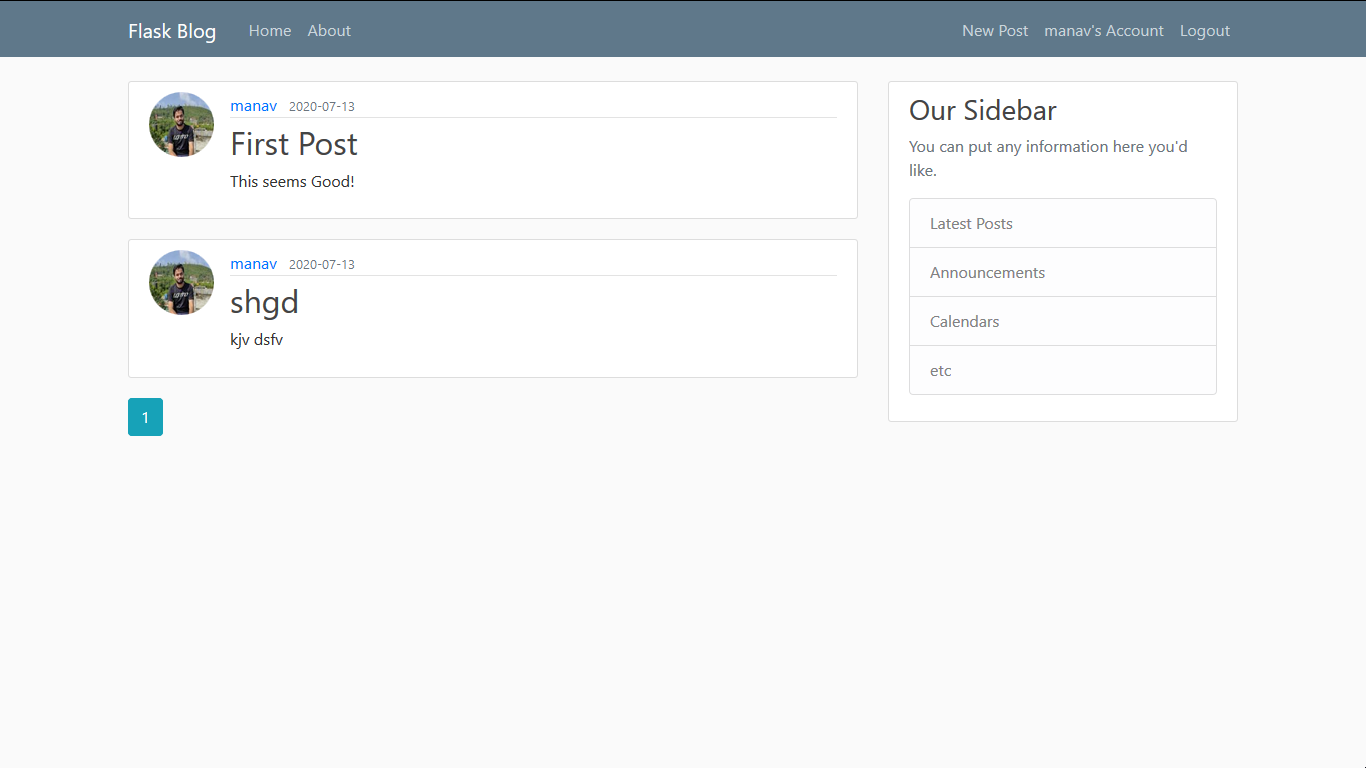 Flask Blog Home About New Post manav's Account Logout
manav 2020-07-13
First Post
This seems Good!
manav 2020-07-13
shgd
kjv dsfv
1
Our Sidebar
You can put any information here you'd
like.
Latest Posts
Announcements
Calendars
etc